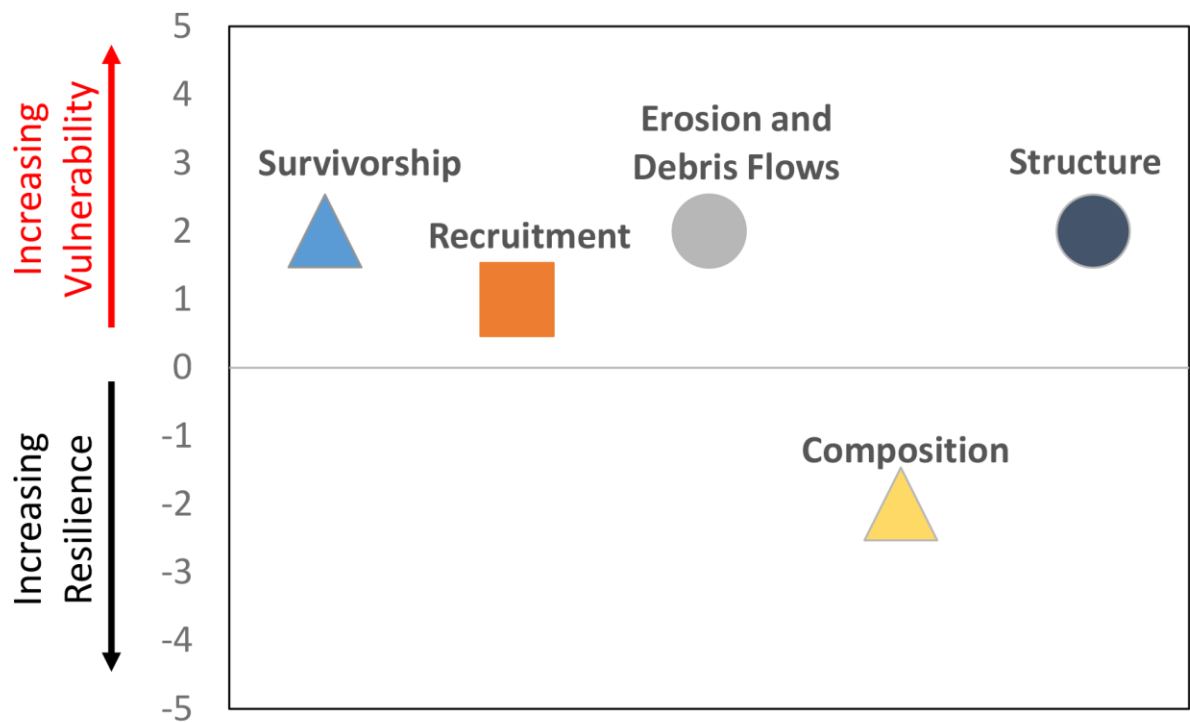 Increasing
Vulnerability
Increasing
Resilience
5
4
3
2
1
0
-1
-2
-3
-4
-5
Survivorship
Recruitment
Erosion and
Debris Flows
Structure
Composition